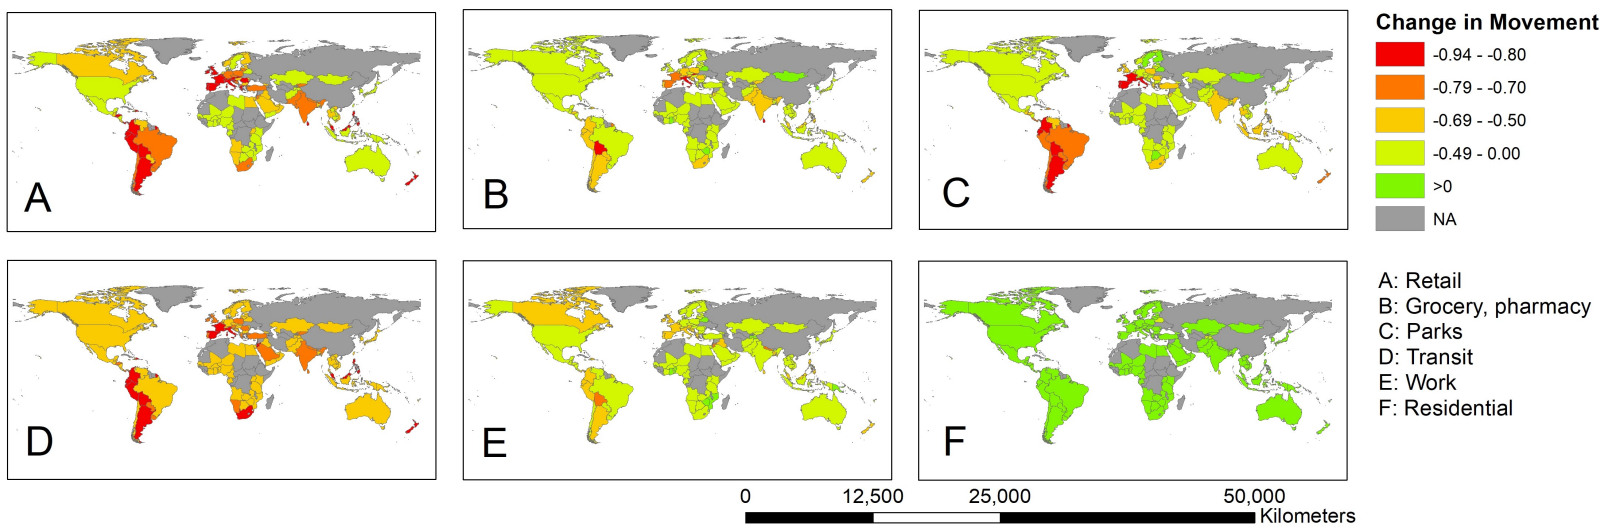 Change in Movement
-0.94 - -0.80
-0.79 - -0.70
-0.69 - -0.50
-0.49 - 0.00
>0
NA
A
B
C
D
E
F
A: Retail
B: Grocery, pharmacy
C: Parks
D: Transit
E: Work
F: Residential
0 12,500 25,000 50,000
Kilometers